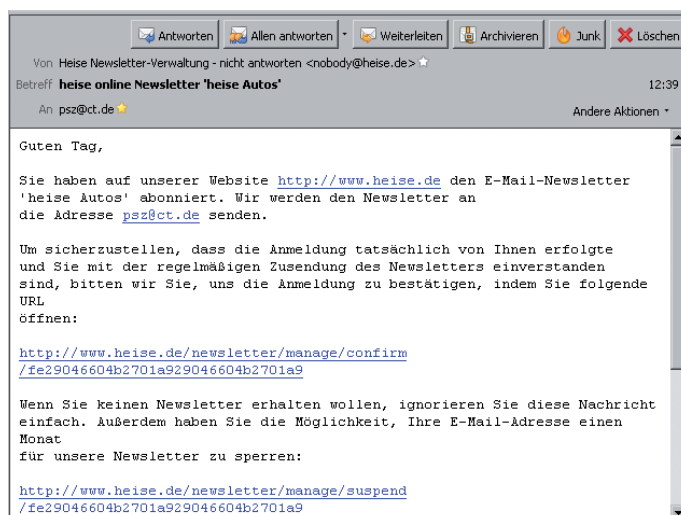 Antworten Allen antworten Weiterleiten Archivieren Junk Löschen
Von Heise Newsletter-Verwaltung - nicht antworten <nobody@heise.de>
Betreff heise online Newsletter 'heise Autos' 12:39
An psz@ct.de Andere Aktionen
Guten Tag,
Sie haben auf unserer Website http://www.heise.de den E-Mail-Newsletter
'heise Autos' abonniert. Wir werden den Newsletter an
die Adresse psz@ct.de senden.
Um sicherzustellen, dass die Anmeldung tatsächlich von Ihnen erfolgte
und Sie mit der regelmäßigen Zusendung des Newsletters einverstanden
sind, bitten wir Sie, uns die Anmeldung zu bestätigen, indem Sie folgende
URL
öffnen:
http://www.heise.de/newsletter/manage/confirm
/fe29046604b2701a929046604b2701a9
Wenn Sie keinen Newsletter erhalten wollen, ignorieren Sie diese Nachricht
einfach. Außerdem haben Sie die Möglichkeit, Ihre E-Mail-Adresse einen
Monat
für unsere Newsletter zu sperren:
http://www.heise.de/newsletter/manage/suspend
/fe29046604b2701a929046604b2701a9